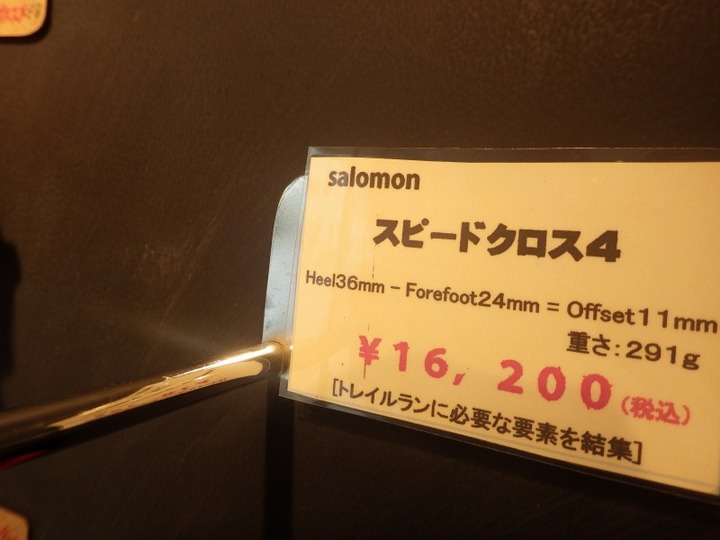 salomon
スピードクロス4
Heel36mm - Forefoot24mm = Offset11mm
重さ:291g
¥16, 200(税込)
[トレイルランに必要な要素を結集]